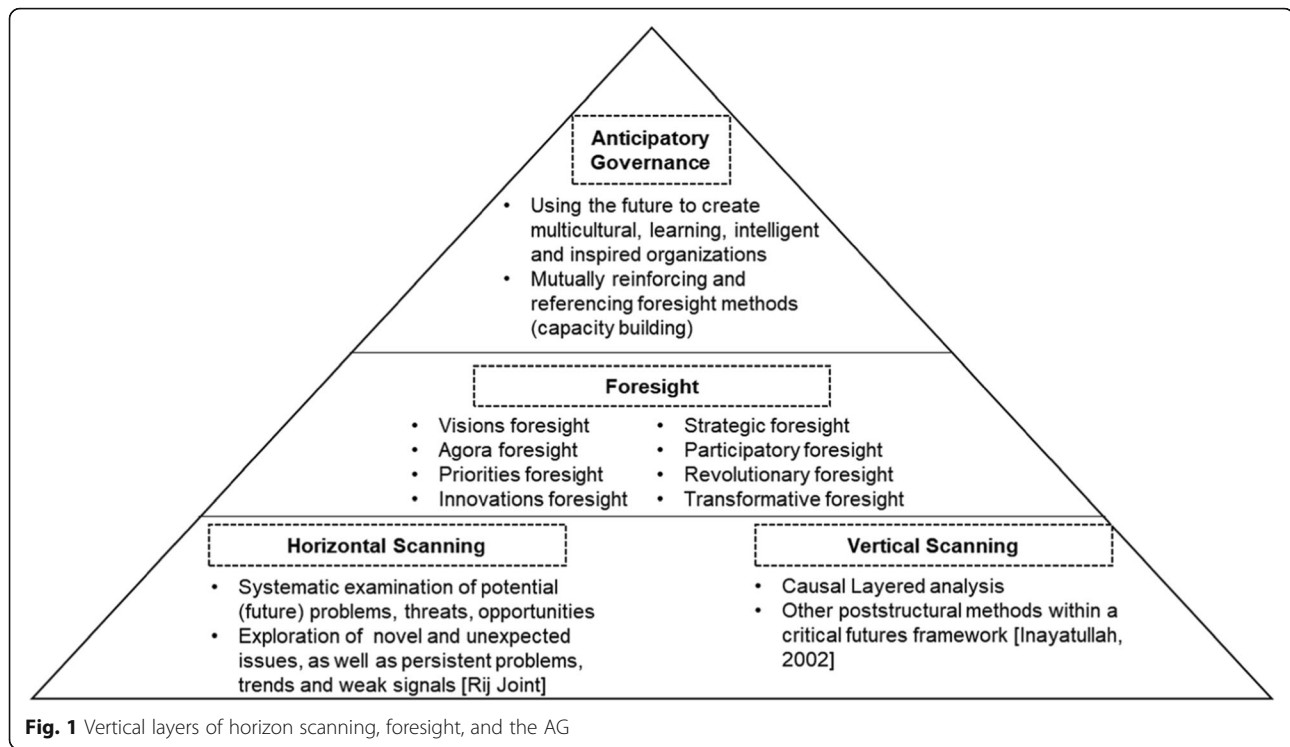 Anticipatory
Governance
• Using the future to create
multicultural, learning, intelligent
and inspired organizations
• Mutually reinforcing and
referencing foresight methods
(capacity building)
Foresight
• Visions foresight
• Agora foresight
• Priorities foresight
• Innovations foresight
• Strategic foresight
• Participatory foresight
• Revolutionary foresight
• Transformative foresight
Horizontal Scanning
• Systematic examination of potential
(future) problems, threats, opportunities
• Exploration of novel and unexpected
issues, as well as persistent problems,
trends and weak signals [Rij Joint]
Vertical Scanning
• Causal Layered analysis
• Other poststructural methods within a
critical futures framework [Inayatullah,
2002]
Fig. 1 Vertical layers of horizon scanning, foresight, and the AG